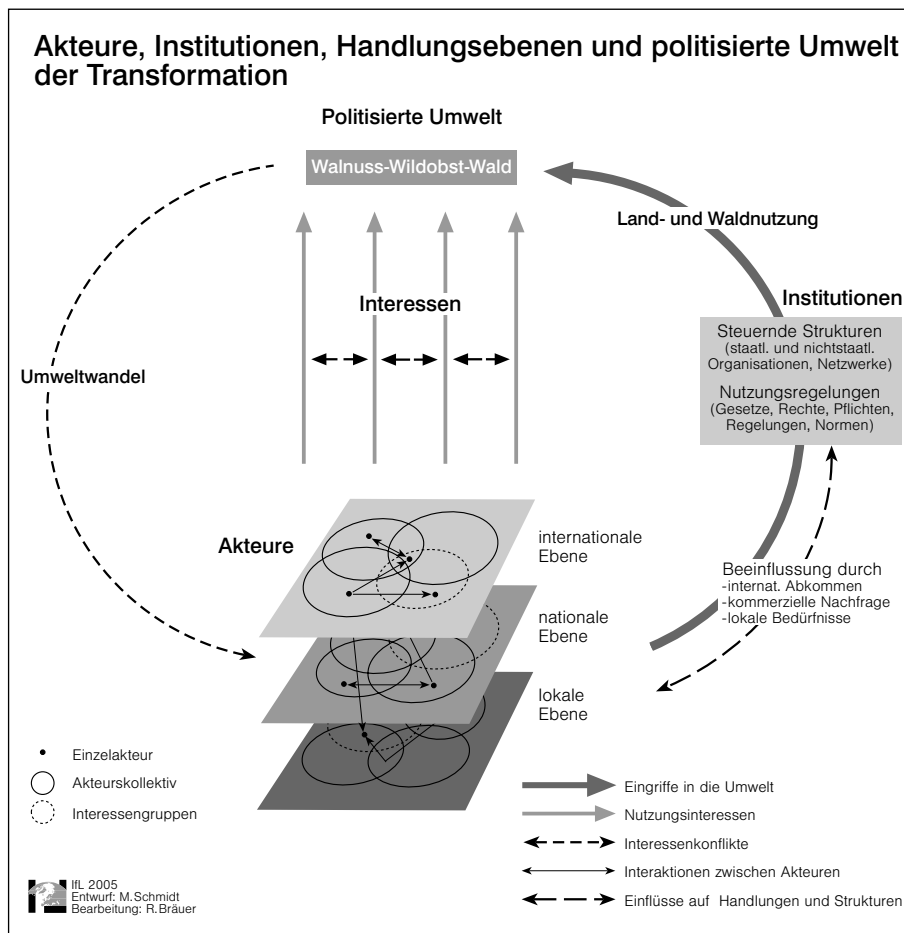 Akteure, Institutionen, Handlungsebenen und politisierte Umwelt
der Transformation
Politisierte Umwelt
Walnuss-Wildobst-Wald
Land- und Waldnutzung
Interessen
Institutionen
Steuernde Strukturen
(staatl. und nichtstaatl.
Organisationen, Netzwerke)
Nutzungsregelungen
(Gesetze, Rechte, Pflichten,
Regelungen, Normen)
Umweltwandel
Akteure
internationale
Ebene
nationale
Ebene
lokale
Ebene
Beeinflussung durch
-internat. Abkommen
-kommerzielle Nachfrage
-lokale Bedürfnisse
Einzelakteur
Akteurskollektiv
Interessengruppen
Eingriffe in die Umwelt
Nutzungsinteressen
Interessenkonflikte
Interaktionen zwischen Akteuren
Einflüsse auf Handlungen und Strukturen
IfL 2005
Entwurf: M.Schmidt
Bearbeitung: R.Bräuer